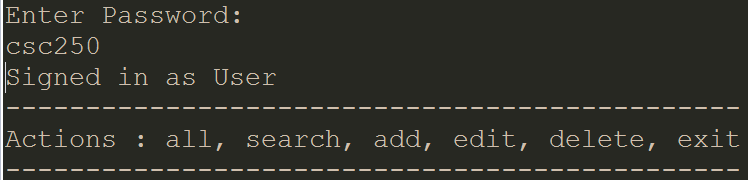 Enter Password:
csc250
Signed in as User
----------------------------------------------
Actions : all, search, add, edit, delete, exit
----------------------------------------------